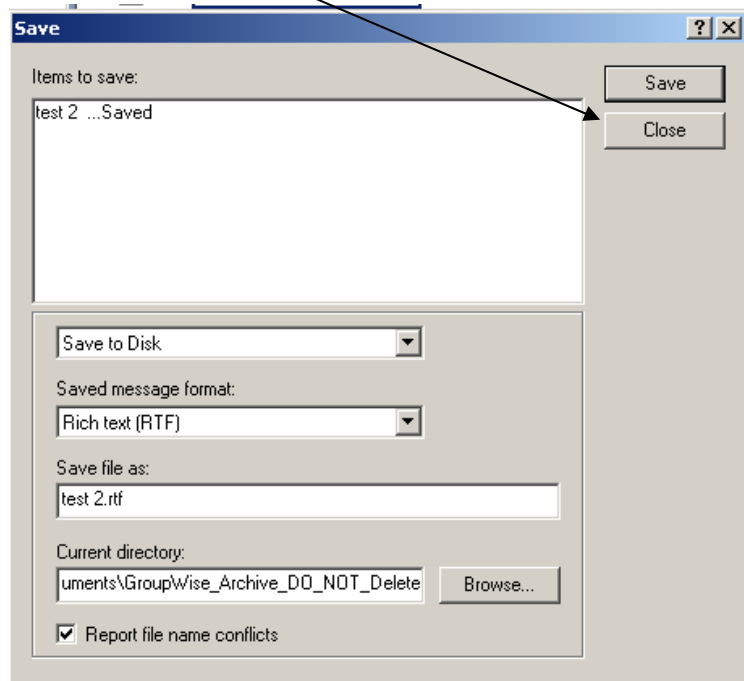 Save
Items to save:
Save
test 2 ...Saved
Close
Save to Disk
Saved message format:
Rich text (RTF)
Save file as:
test 2.rtf
Current directory:
uments\GroupWise_Archive_DO_NOT_Delete
Browse...
Report file name conflicts